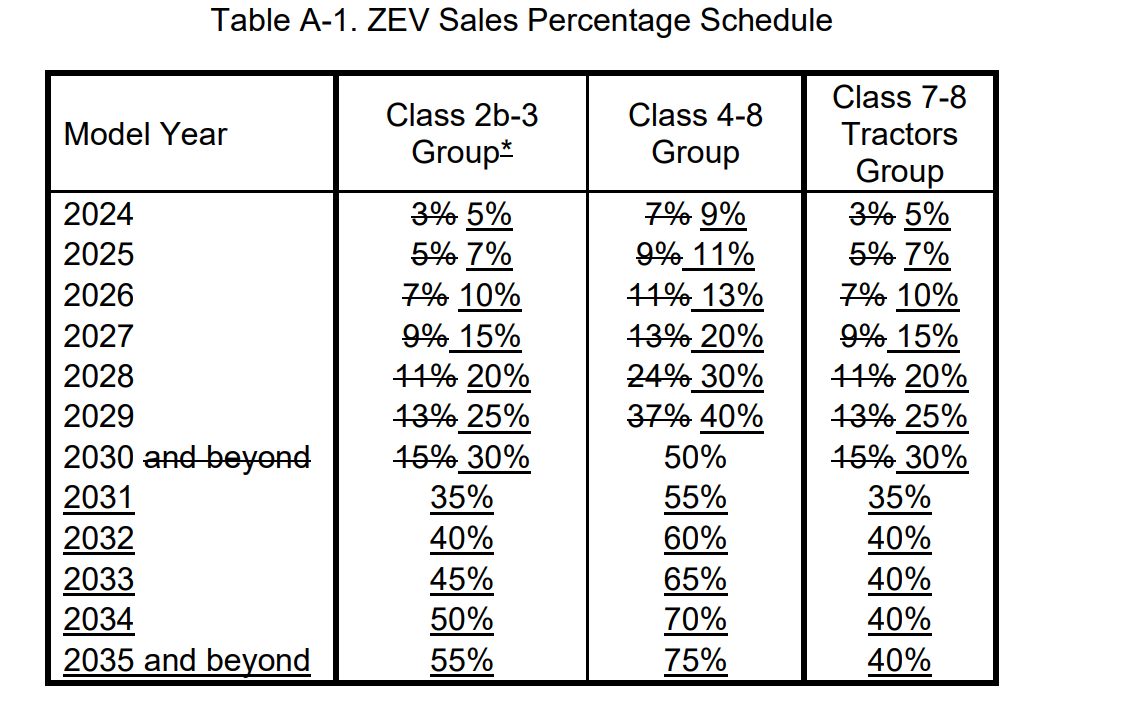 Table A-1. ZEV Sales Percentage Schedule
Model Year Class 2b-3 Group* Class 4-8 Group Class 7-8 Tractors Group
2024 3% 5% 7% 9% 3% 5%
2025 5% 7% 9% 11% 5% 7%
2026 7% 10% 11% 13% 7% 10%
2027 9% 15% 13% 20% 9% 15%
2028 11% 20% 24% 30% 11% 20%
2029 13% 25% 37% 40% 13% 25%
2030 and beyond 15% 30% 50% 15% 30%
2031 35% 55% 35%
2032 40% 60% 40%
2033 45% 65% 40%
2034 50% 70% 40%
2035 and beyond 55% 75% 40%